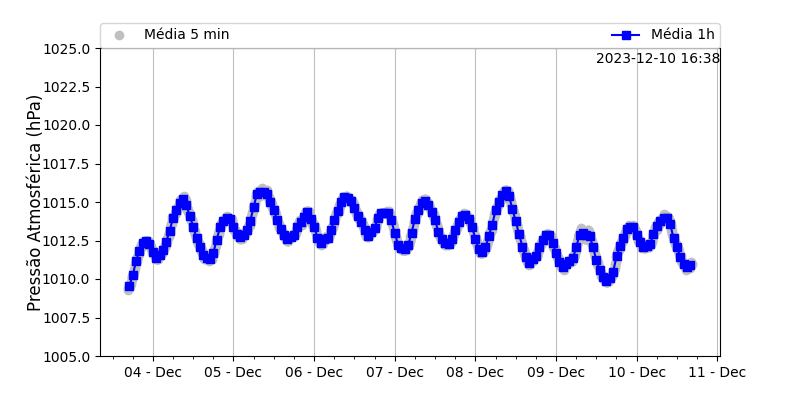 Média 5 min
Média 1h
2023-12-10 16:38
Pressão Atmosférica (hPa)
1025.0
1022.5
1020.0
1017.5
1015.0
1012.5
1010.0
1007.5
1005.0
04 - Dec
05 - Dec
06 - Dec
07 - Dec
08 - Dec
09 - Dec
10 - Dec
11 - Dec